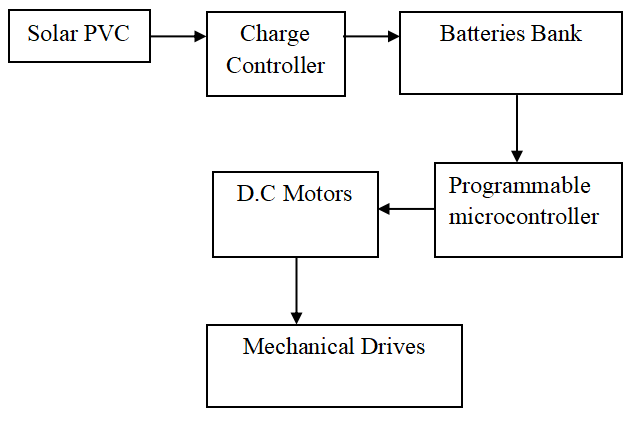 Solar PVC
Charge
Controller
Batteries Bank
D.C Motors
Programmable
microcontroller
Mechanical Drives